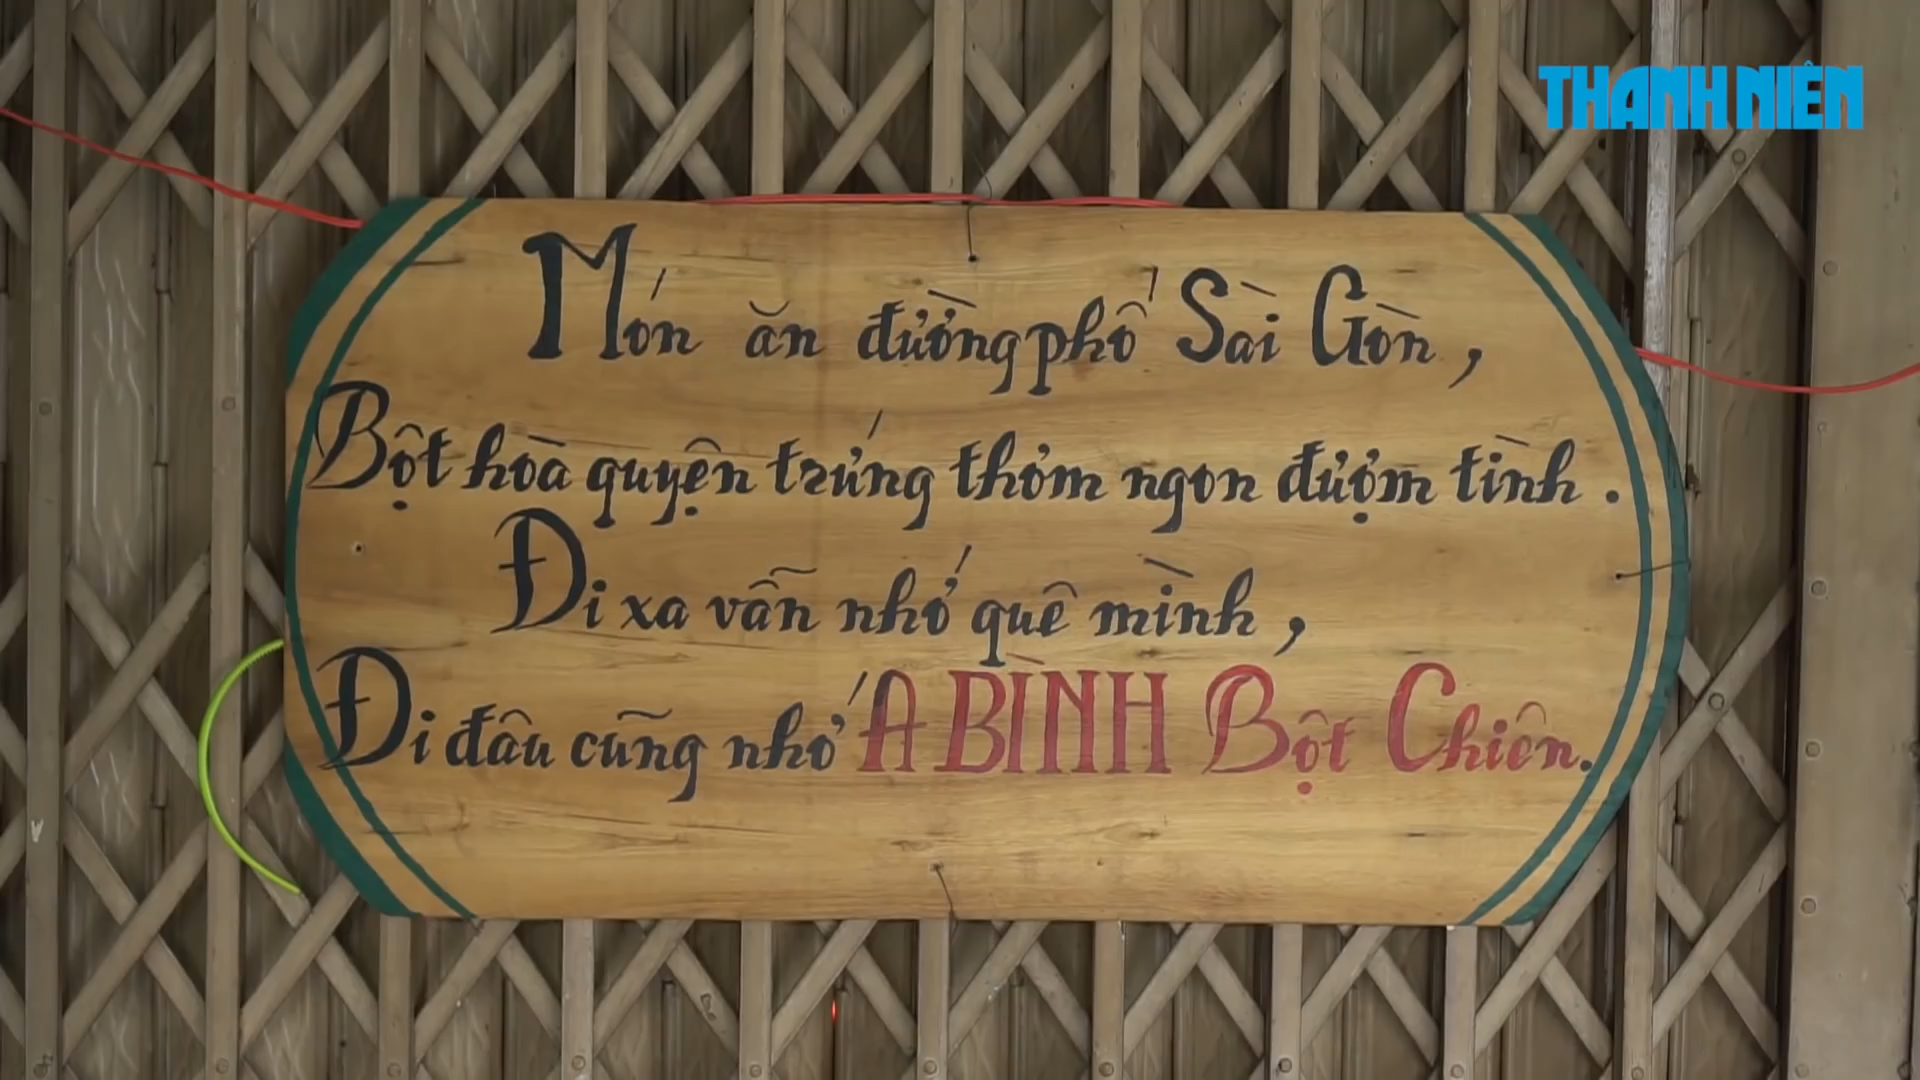 THANH NIÊN
Món ăn đường phố Sài Gòn,
Bột hòa quyện trứng thơm ngon đượm tình.
Đi xa vẫn nhớ quê mình,
Đi đâu cũng nhớ A BÌNH Bột Chiên.